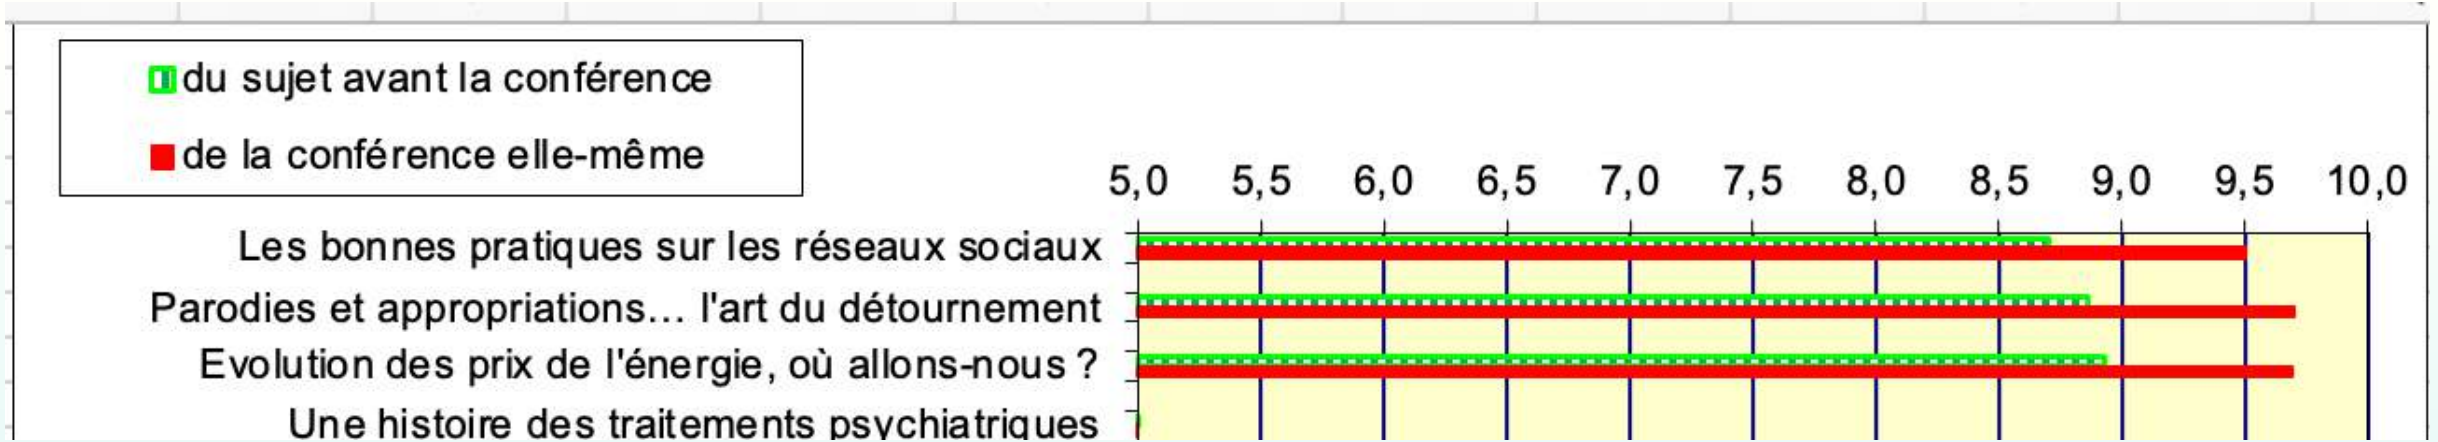 du sujet avant la conférence
de la conférence elle-même
5,0 5,5 6,0 6,5 7,0 7,5 8,0 8,5 9,0 9,5 10,0
Les bonnes pratiques sur les réseaux sociaux
Parodies et appropriations... l'art du détournement
Evolution des prix de l'énergie, où allons-nous ?
Une histoire des traitements psychiatriques